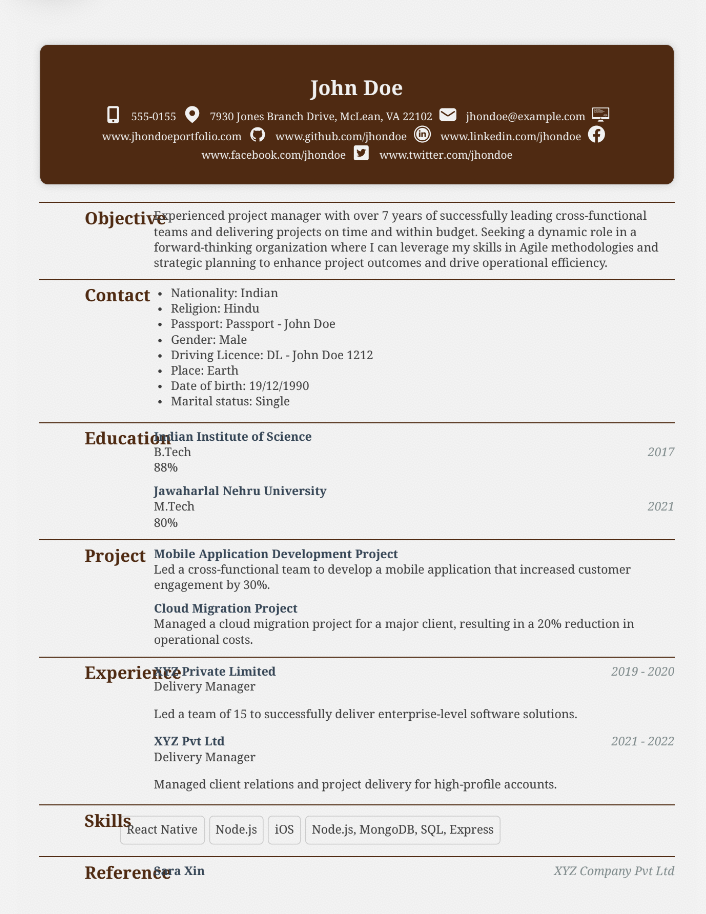 John Doe
555-0155 7930 Jones Branch Drive, McLean, VA 22102 jhondoe@example.com
www.jhondoeportfolio.com www.github.com/jhondoe www.linkedin.com/jhondoe
www.facebook.com/jhondoe www.twitter.com/jhondoe
Objective
Experienced project manager with over 7 years of successfully leading cross-functional
teams and delivering projects on time and within budget. Seeking a dynamic role in a
forward-thinking organization where I can leverage my skills in Agile methodologies and
strategic planning to enhance project outcomes and drive operational efficiency.
Contact
• Nationality: Indian
• Religion: Hindu
• Passport: Passport - John Doe
• Gender: Male
• Driving Licence: DL - John Doe 1212
• Place: Earth
• Date of birth: 19/12/1990
• Marital status: Single
Education
Indian Institute of Science
B.Tech 2017
88%
Jawaharlal Nehru University
M.Tech 2021
80%
Project
Mobile Application Development Project
Led a cross-functional team to develop a mobile application that increased customer
engagement by 30%.
Cloud Migration Project
Managed a cloud migration project for a major client, resulting in a 20% reduction in
operational costs.
Experience
XYZ Private Limited 2019 - 2020
Delivery Manager
Led a team of 15 to successfully deliver enterprise-level software solutions.
XYZ Pvt Ltd 2021 - 2022
Delivery Manager
Managed client relations and project delivery for high-profile accounts.
Skills
React Native Node.js iOS Node.js, MongoDB, SQL, Express
Reference
Sara Xin XYZ Company Pvt Ltd